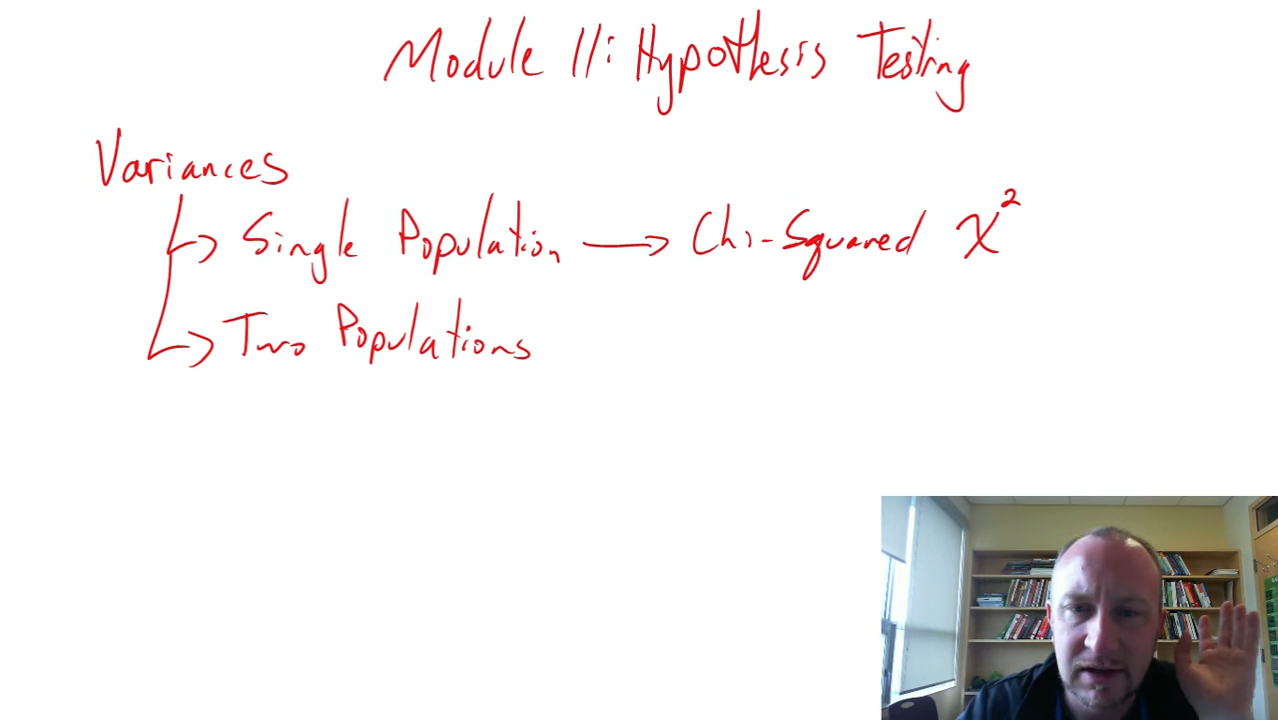 Module 11: Hypothesis Testing
Variances
↳ Single Population → Chi-Squared χ²
↳ Two Populations